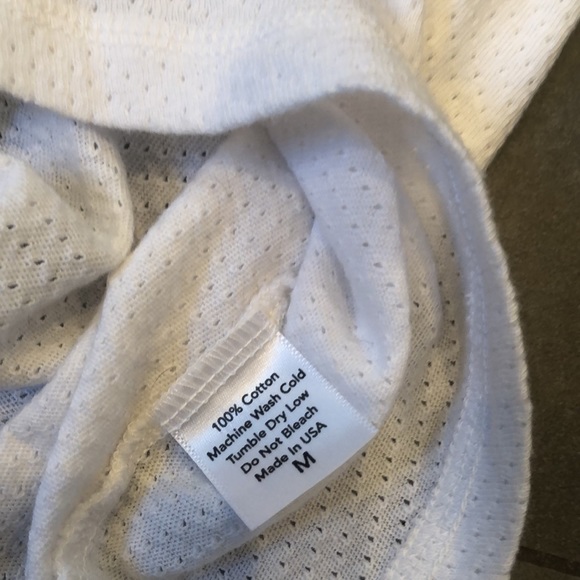 100% Cotton
Machine Wash Cold
Tumble Dry Low
Do Not Bleach
Made In USA
M